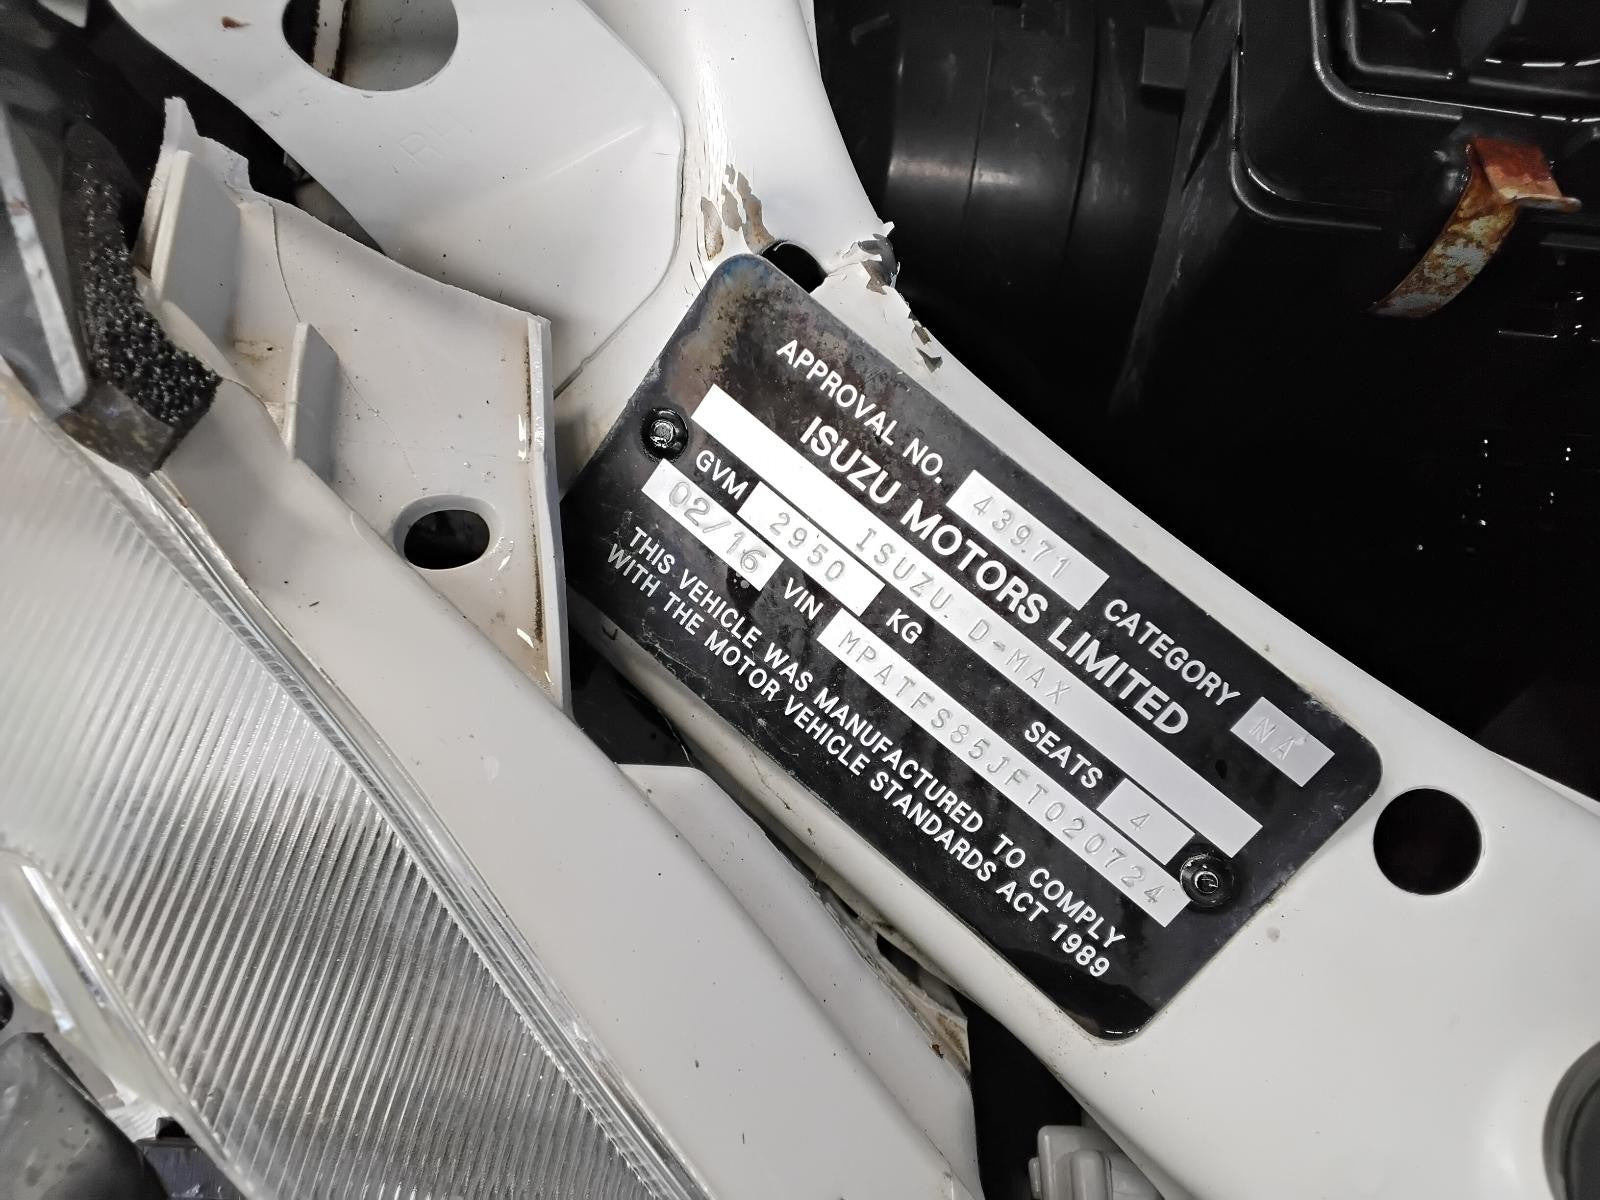 RH
APPROVAL NO. 43971 CATEGORY NA
ISUZU MOTORS LIMITED
ISUZU D-MAX
GVM 2950 KG SEATS 4
02/16 VIN MPATFS85JFT020724
THIS VEHICLE WAS MANUFACTURED TO COMPLY
WITH THE MOTOR VEHICLE STANDARDS ACT 1989